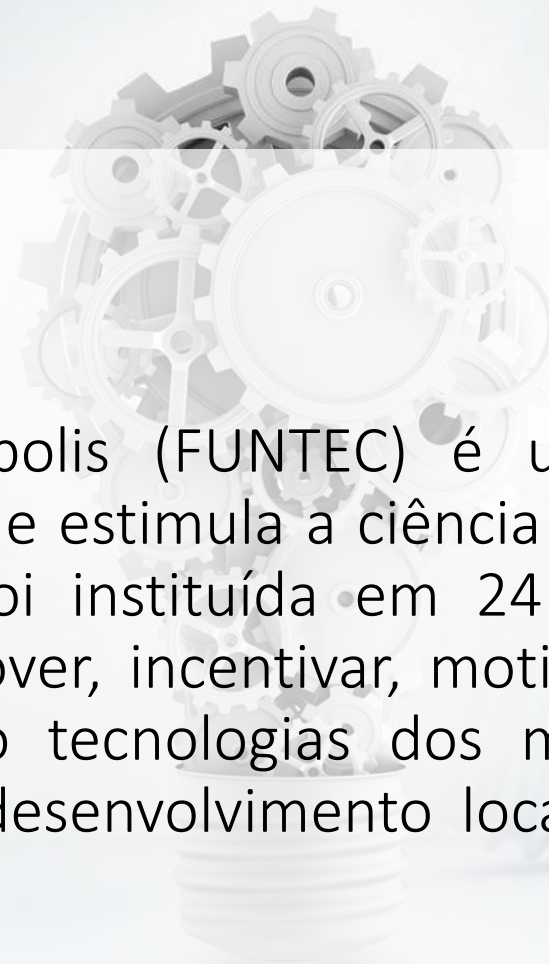 polis (FUNTEC) é u
e estimula a ciência
oi instituída em 24
over, incentivar, moti
o tecnologias dos m
desenvolvimento loca